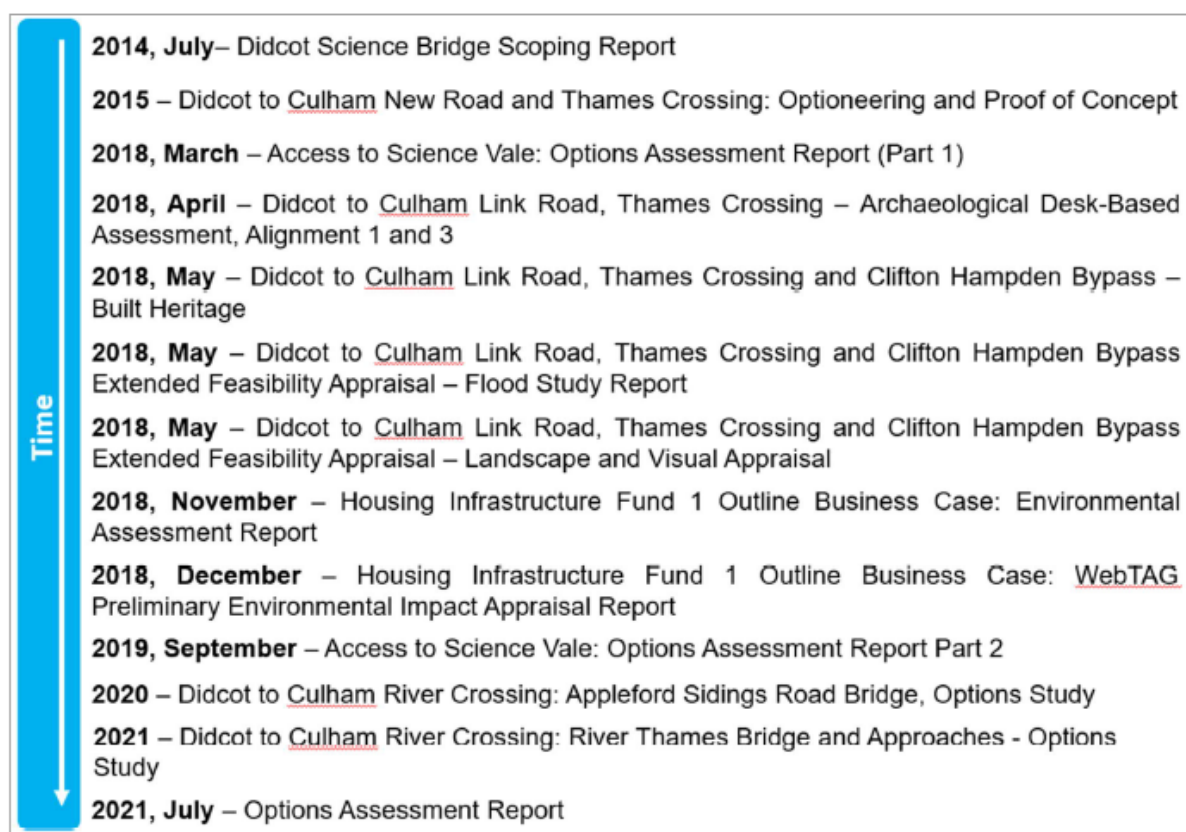 Time
2014, July– Didcot Science Bridge Scoping Report
2015 – Didcot to Culham New Road and Thames Crossing: Optioneering and Proof of Concept
2018, March – Access to Science Vale: Options Assessment Report (Part 1)
2018, April – Didcot to Culham Link Road, Thames Crossing – Archaeological Desk-Based
Assessment, Alignment 1 and 3
2018, May – Didcot to Culham Link Road, Thames Crossing and Clifton Hampden Bypass –
Built Heritage
2018, May – Didcot to Culham Link Road, Thames Crossing and Clifton Hampden Bypass
Extended Feasibility Appraisal – Flood Study Report
2018, May – Didcot to Culham Link Road, Thames Crossing and Clifton Hampden Bypass
Extended Feasibility Appraisal – Landscape and Visual Appraisal
2018, November – Housing Infrastructure Fund 1 Outline Business Case: Environmental
Assessment Report
2018, December – Housing Infrastructure Fund 1 Outline Business Case: WebTAG
Preliminary Environmental Impact Appraisal Report
2019, September – Access to Science Vale: Options Assessment Report Part 2
2020 – Didcot to Culham River Crossing: Appleford Sidings Road Bridge, Options Study
2021 – Didcot to Culham River Crossing: River Thames Bridge and Approaches - Options
Study
2021, July – Options Assessment Report